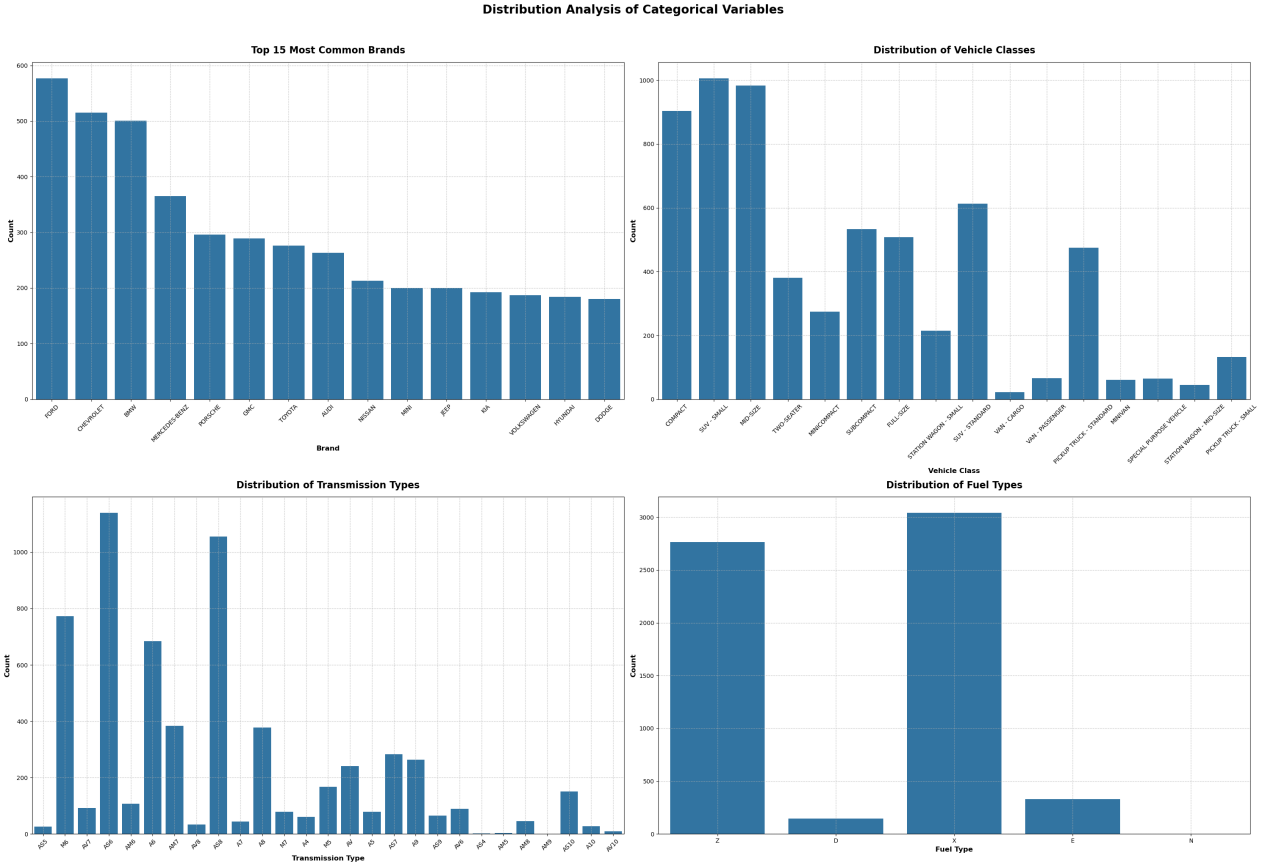 Distribution Analysis of Categorical Variables
Top 15 Most Common Brands
600
500
400
300
200
100
0
Count
FORD
CHEVROLET
BMW
MERCEDES-BENZ
PORSCHE
GMC
TOYOTA
AUDI
NISSAN
MINI
JEEP
KIA
VOLKSWAGEN
HYUNDAI
DODGE
Brand
Distribution of Vehicle Classes
1000
800
600
400
200
0
Count
COMPACT
SUV - SMALL
MID-SIZE
TWO-SEATER
MINICOMPACT
SUBCOMPACT
FULL-SIZE
STATION WAGON - SMALL
SUV - STANDARD
VAN - CARGO
VAN - PASSENGER
PICKUP TRUCK - STANDARD
MINIVAN
SPECIAL PURPOSE VEHICLE
STATION WAGON - MID-SIZE
PICKUP TRUCK - SMALL
Vehicle Class
Distribution of Transmission Types
1000
800
600
400
200
0
Count
AS5
M6
AV7
AS6
AM6
A6
AM7
AV8
AS8
A7
A8
M7
A4
M5
AV
A5
AS7
A9
AS9
AV6
AS4
AM5
AM8
AM9
AS10
A10
AV10
Transmission Type
Distribution of Fuel Types
3000
2500
2000
1500
1000
500
0
Count
Z
D
X
E
N
Fuel Type